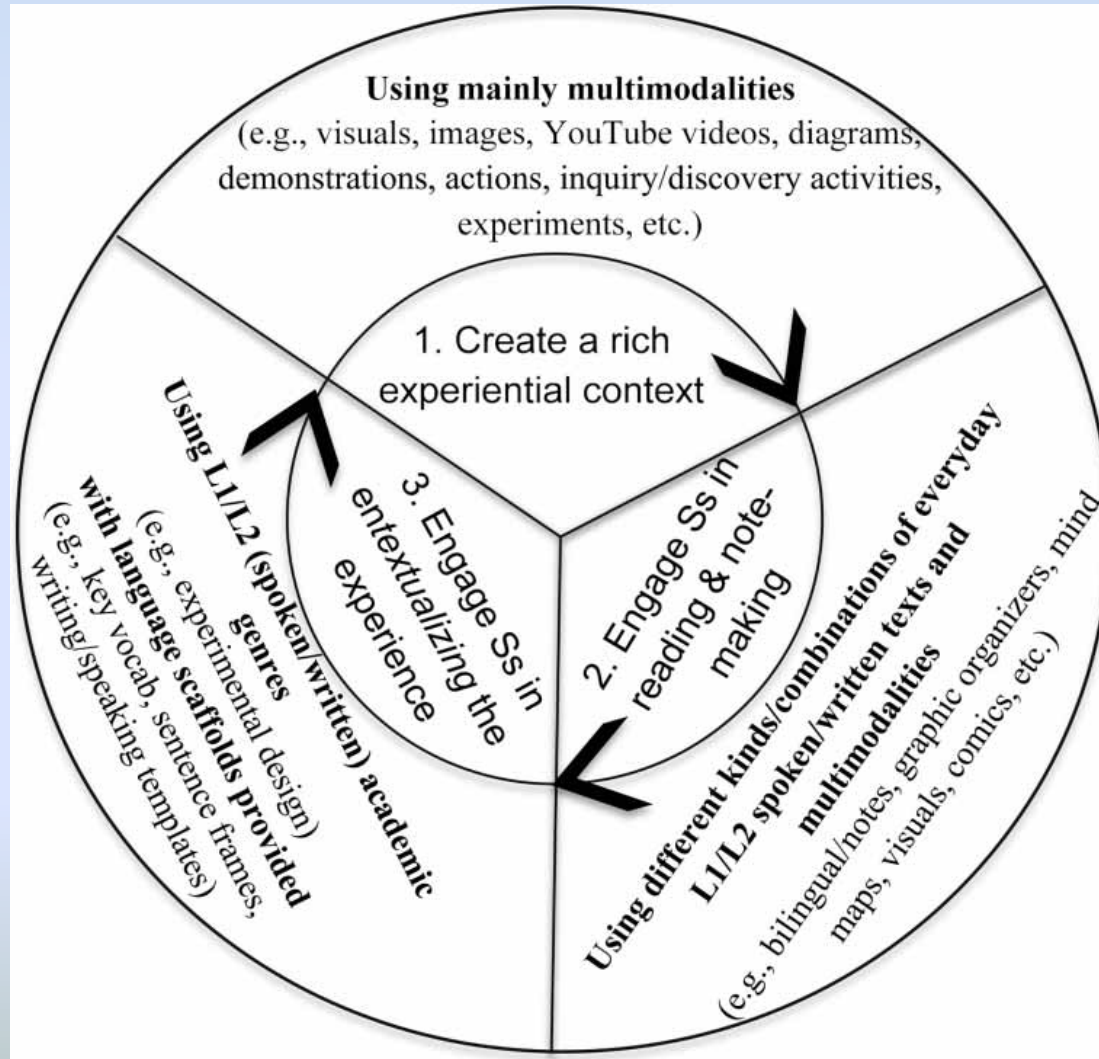 Using mainly multimodalities
(e.g., visuals, images, YouTube videos, diagrams,
demonstrations, actions, inquiry/discovery activities,
experiments, etc.)
1. Create a rich
experiential context
2. Engage Ss in
reading & note-
making
Using different kinds/combinations of everyday
L1/L2 spoken/written texts and
multimodalities
(e.g., bilingual/notes, graphic organizers, mind
maps, visuals, comics, etc.)
3. Engage Ss in
entextualizing the
experience
Using L1/L2 (spoken/written) academic
genres
(e.g., experimental design)
with language scaffolds provided
(e.g., key vocab, sentence frames,
writing/speaking templates)